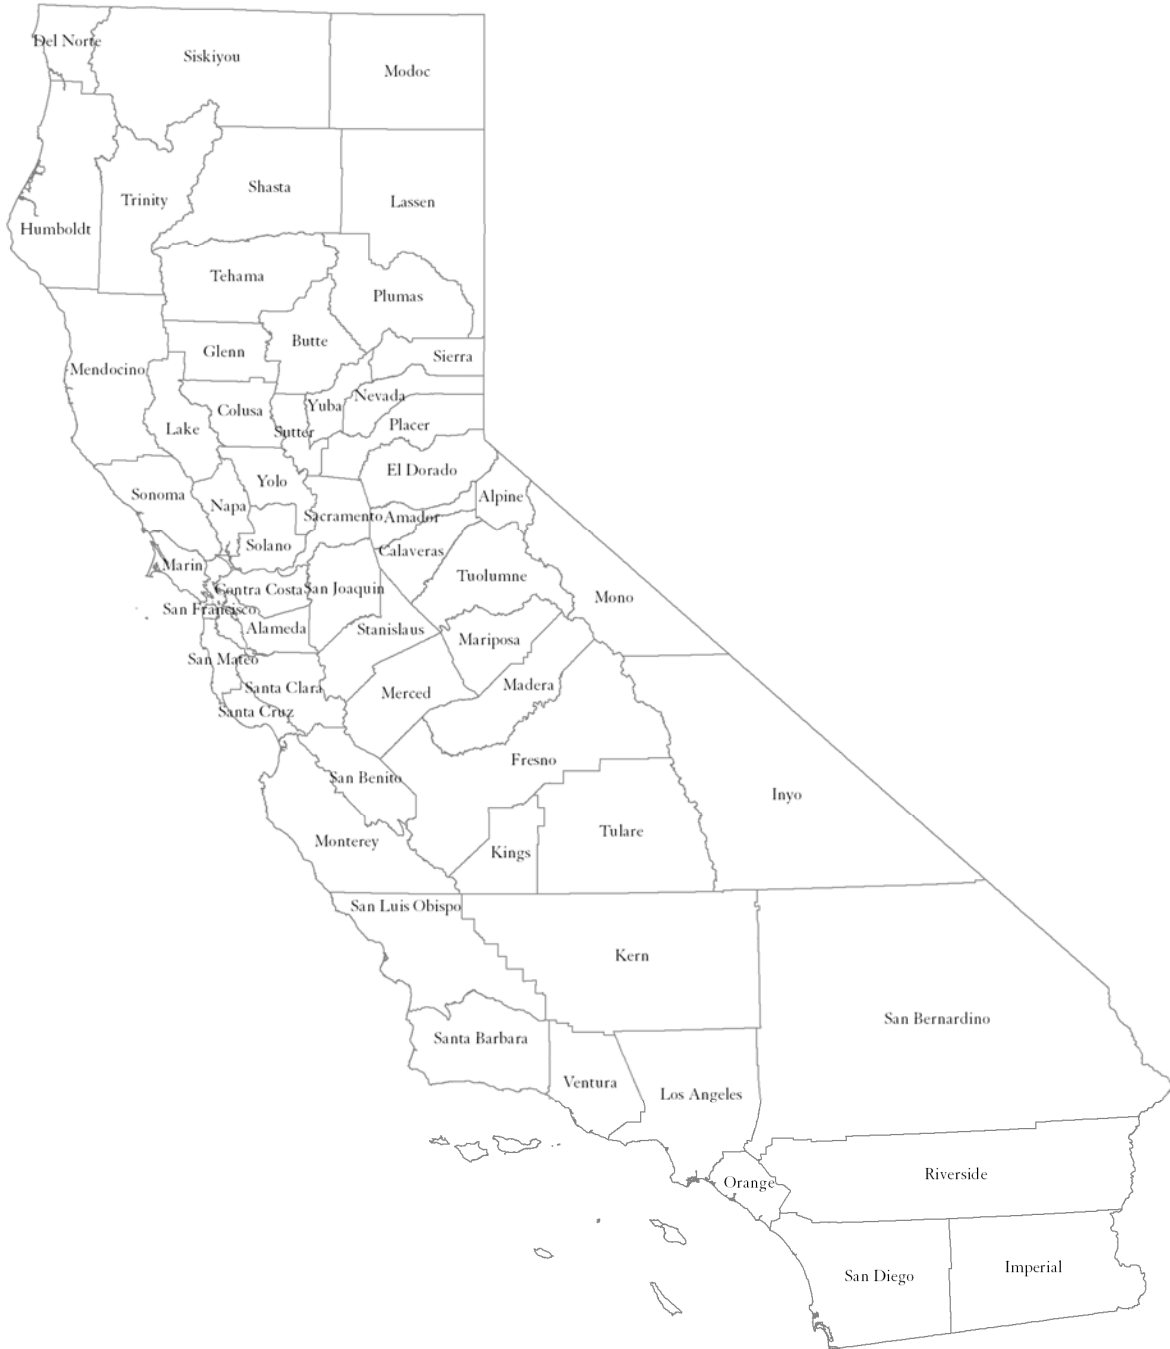 Del Norte
Siskiyou
Modoc
Shasta
Lassen
Trinity
Humboldt
Tehama
Plumas
Butte
Glenn
Sierra
Mendocino
Nevada
Yuba
Colusa
Placer
Lake
Sutter
El Dorado
Yolo
Sonoma
Alpine
Napa
Sacramento
Amador
Solano
Calaveras
Marin
Tuolumne
Contra Costa
San Joaquin
Mono
San Francisco
Alameda
Stanislaus
Mariposa
San Mateo
Santa Clara
Madera
Merced
Santa Cruz
Fresno
San Benito
Inyo
Tulare
Monterey
Kings
San Luis Obispo
Kern
San Bernardino
Santa Barbara
Ventura
Los Angeles
Riverside
Orange
Imperial
San Diego